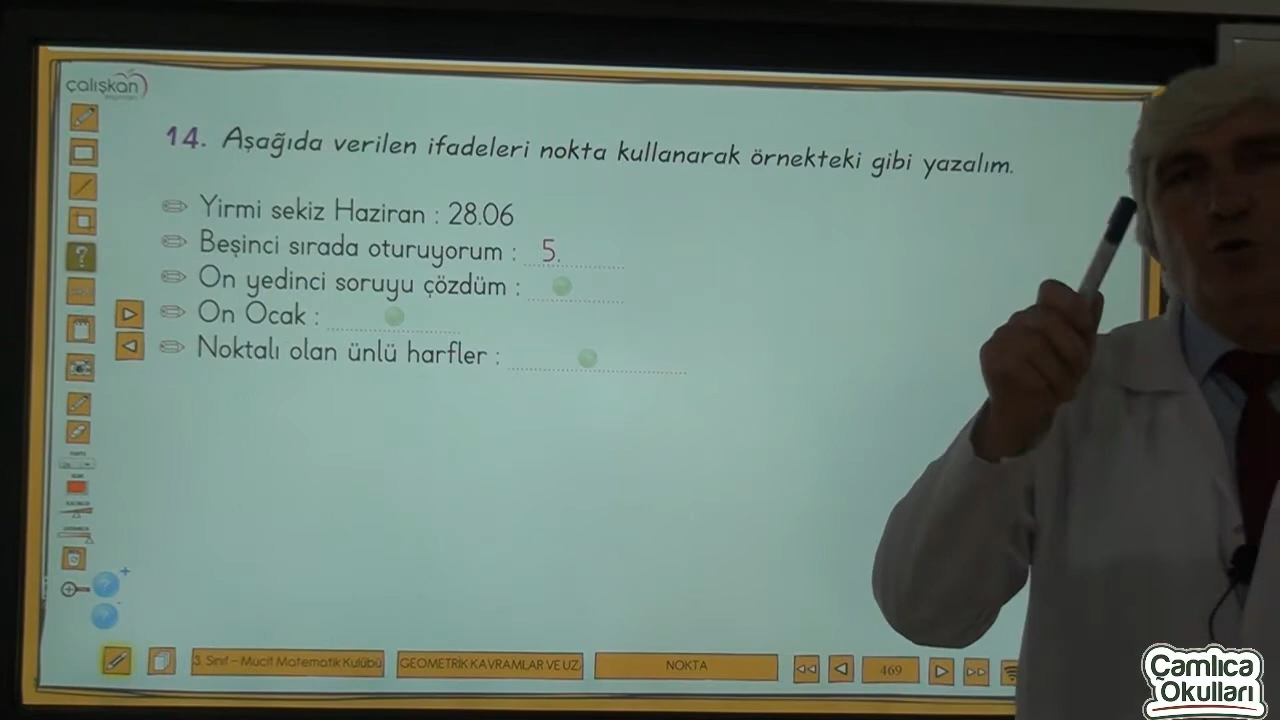 çalışkan
14. Aşağıda verilen ifadeleri nokta kullanarak örnekteki gibi yazalım.
Yirmi sekiz Haziran : 28.06
Beşinci sırada oturuyorum : 5.
On yedinci soruyu çözdüm :
On Ocak :
Noktalı olan ünlü harfler :
3. Sınıf - Mucit Matematik Kulübü
GEOMETRİK KAVRAMLAR VE UZ
NOKTA
469
Çamlıca
Okulları